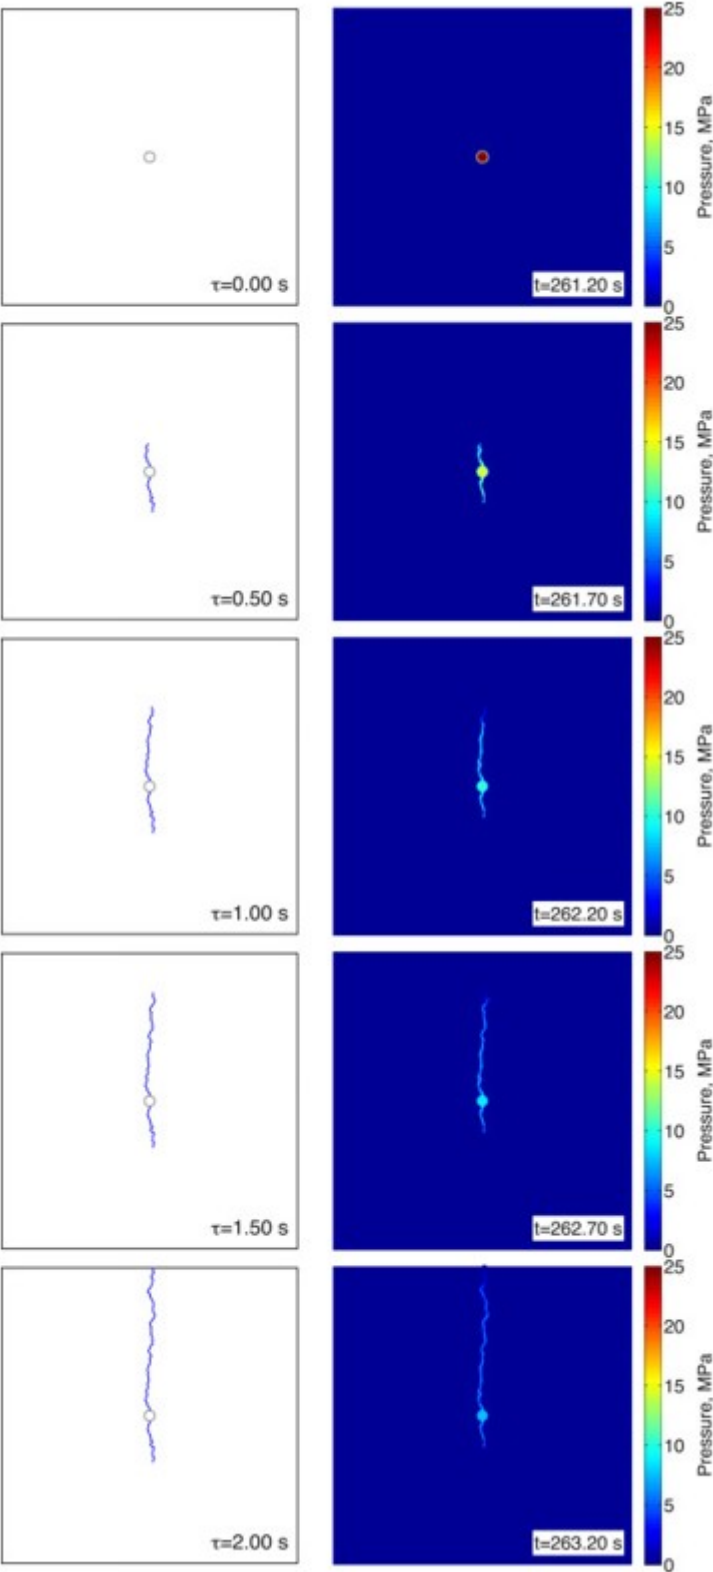 25
20
15
10
5
0
Pressure, MPa
τ=0.00 s
t=261.20 s
25
20
15
10
5
0
Pressure, MPa
τ=0.50 s
t=261.70 s
25
20
15
10
5
0
Pressure, MPa
τ=1.00 s
t=262.20 s
25
20
15
10
5
0
Pressure, MPa
τ=1.50 s
t=262.70 s
25
20
15
10
5
0
Pressure, MPa
τ=2.00 s
t=263.20 s